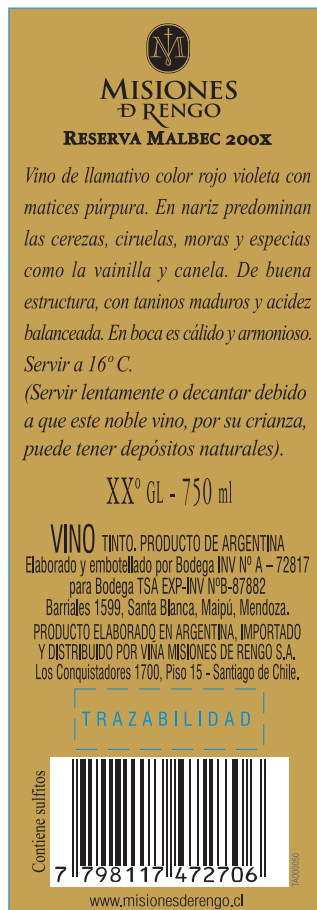 M
MISIONES
D RENGO
RESERVA MALBEC 200X
Vino de llamativo color rojo violeta con
matices púrpura. En nariz predominan
las cerezas, ciruelas, moras y especias
como la vainilla y canela. De buena
estructura, con taninos maduros y acidez
balanceada. En boca es cálido y armonioso.
Servir a 16º C.
(Servir lentamente o decantar debido
a que este noble vino, por su crianza,
puede tener depósitos naturales).
XXº GL - 750 ml
VINO TINTO. PRODUCTO DE ARGENTINA
Elaborado y embotellado por Bodega INV Nº A – 72817
para Bodega TSA EXP-INV NºB-87882
Barriales 1599, Santa Blanca, Maipú, Mendoza.
PRODUCTO ELABORADO EN ARGENTINA, IMPORTADO
Y DISTRIBUIDO POR VIÑA MISIONES DE RENGO S.A.
Los Conquistadores 1700, Piso 15 - Santiago de Chile.
TRAZABILIDAD
Contiene sulfitos
7 798117 472706
TA000050
www.misionesderengo.cl